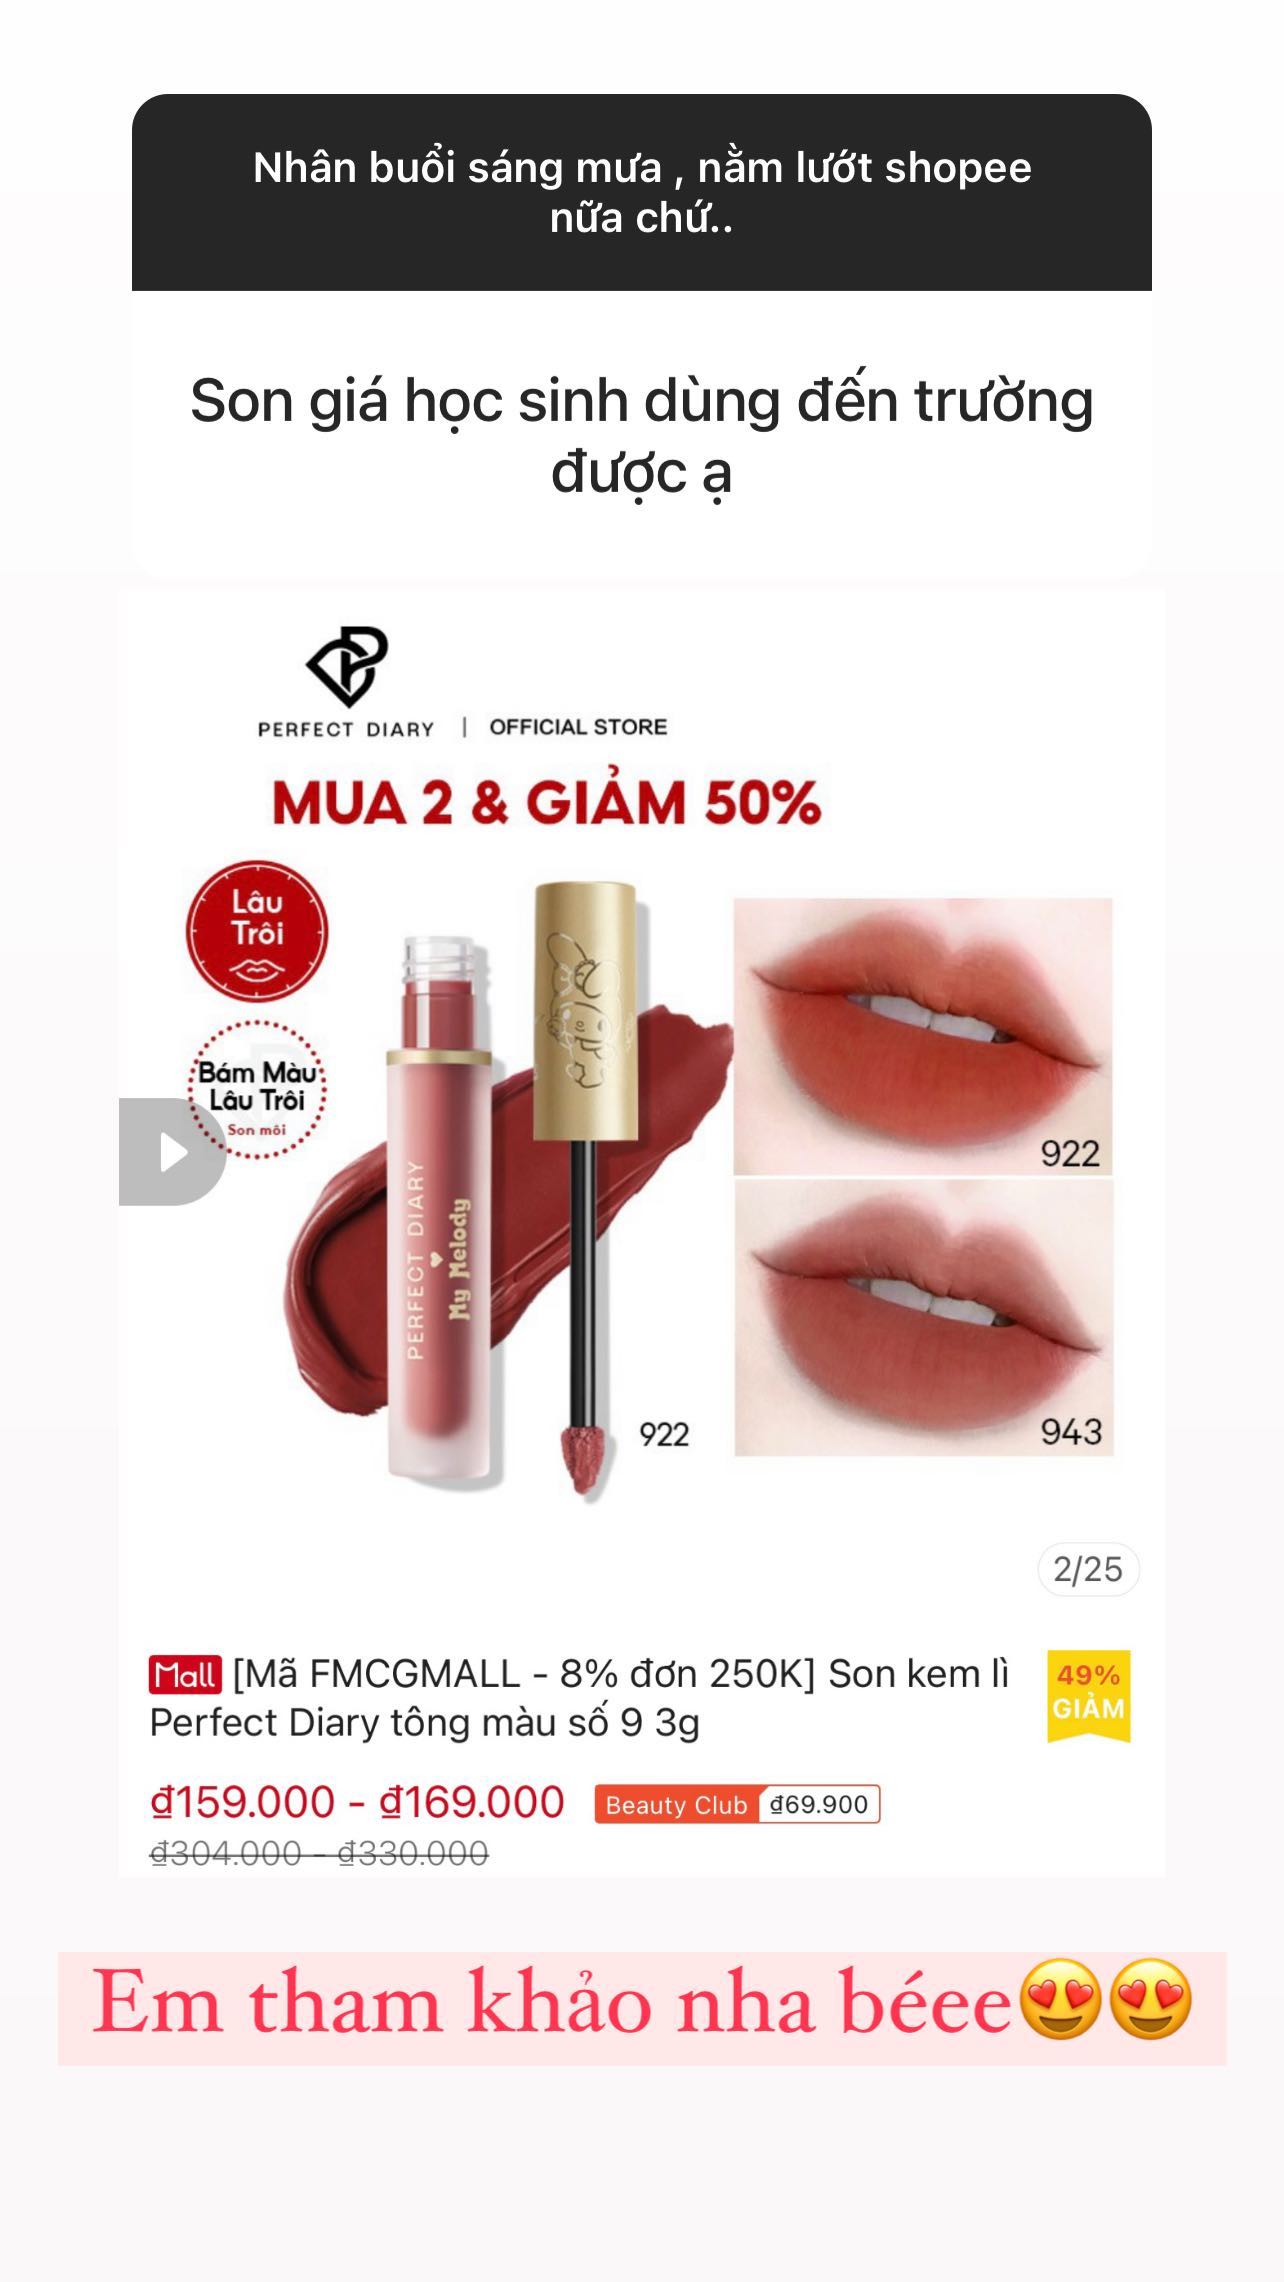 Nhân buổi sáng mưa , nằm lướt shopee
nữa chứ..
Son giá học sinh dùng đến trường
được ạ
PERFECT DIARY | OFFICIAL STORE
MUA 2 & GIẢM 50%
Lâu
Trôi
Bám Màu
Lâu Trôi
Son môi
PERFECT DIARY
My Melody
922
922
943
2/25
Mall [Mã FMCGMALL - 8% đơn 250K] Son kem lì
Perfect Diary tông màu số 9 3g
49%
GIẢM
₫159.000 - ₫169.000
Beauty Club ₫69.900
₫304.000 - ₫330.000
Em tham khảo nha béee😍😍